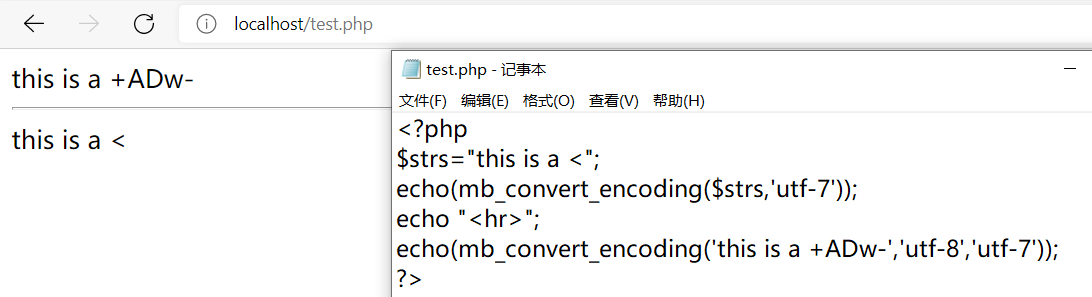 localhost/test.php
this is a +ADw-
this is a <
test.php - 记事本
文件(F) 编辑(E) 格式(O) 查看(V) 帮助(H)
<?php
$strs="this is a <";
echo(mb_convert_encoding($strs,'utf-7'));
echo "<hr>";
echo(mb_convert_encoding('this is a +ADw-','utf-8','utf-7'));
?>